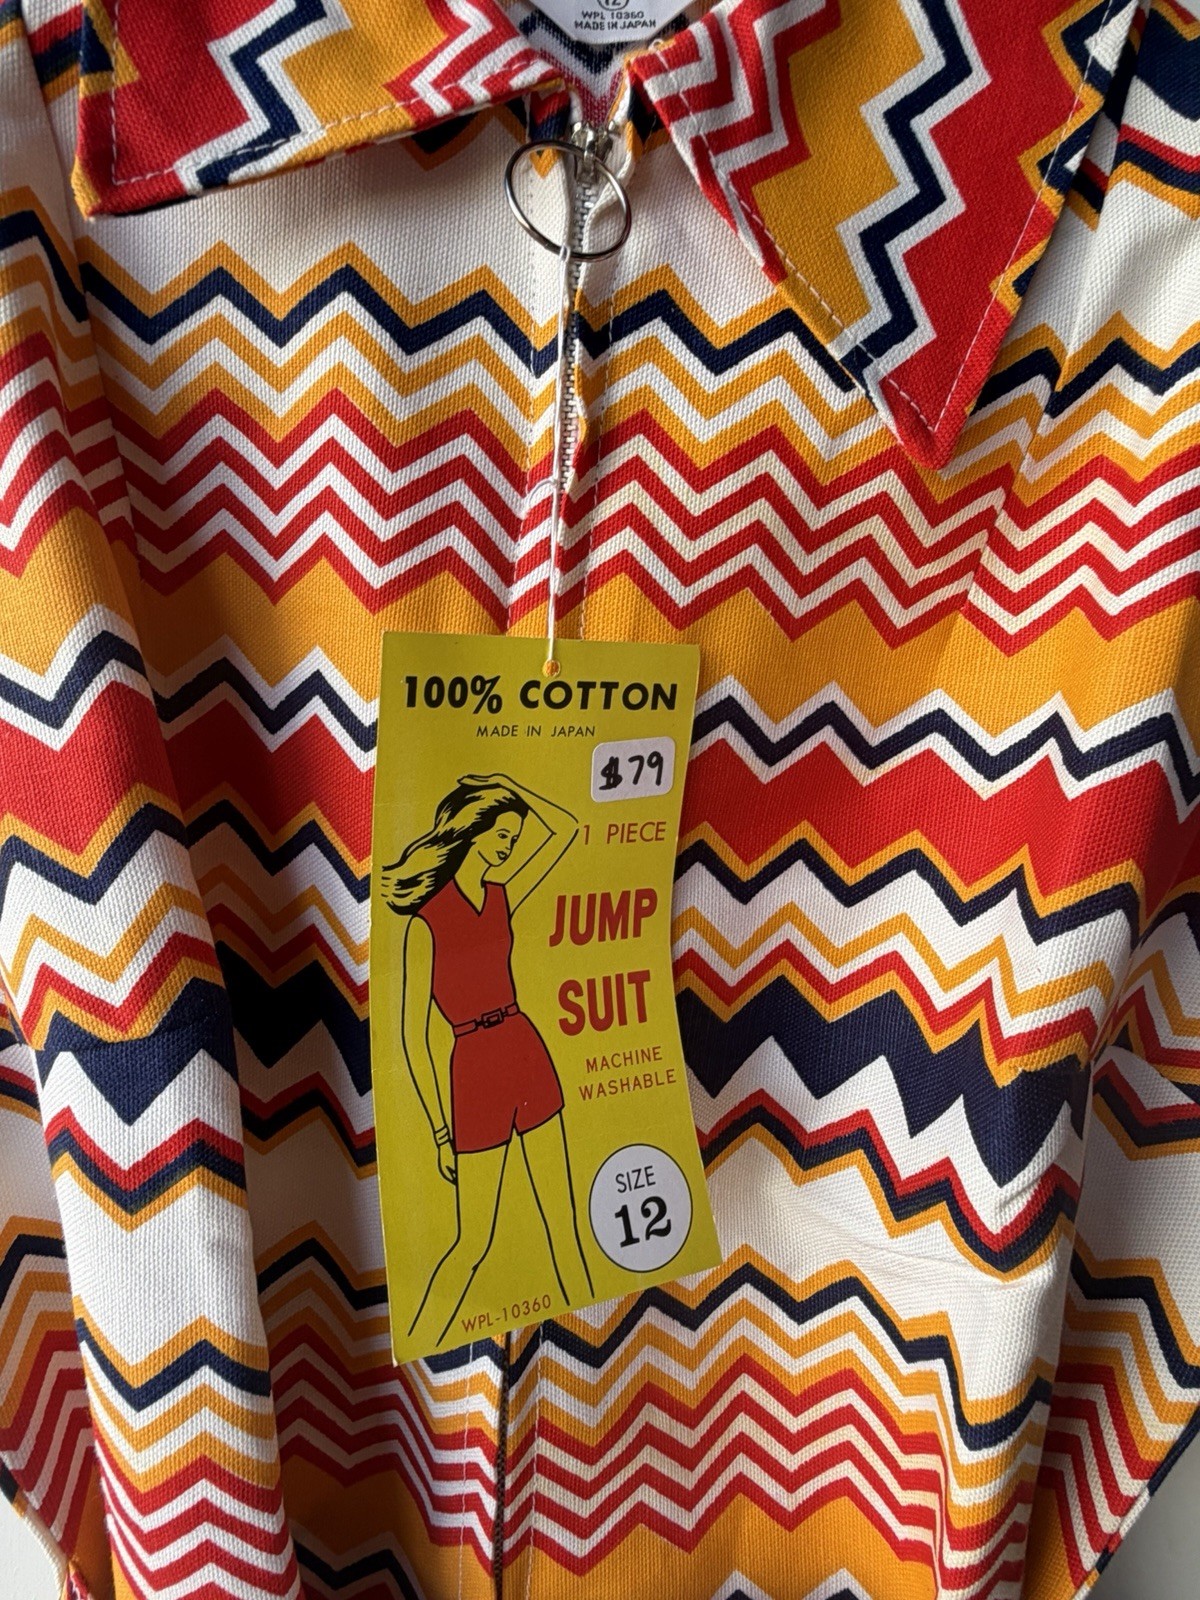 12
WPL 10360
MADE IN JAPAN
100% COTTON
MADE IN JAPAN
$79
1 PIECE
JUMP
SUIT
MACHINE
WASHABLE
SIZE
12
WPL-10360